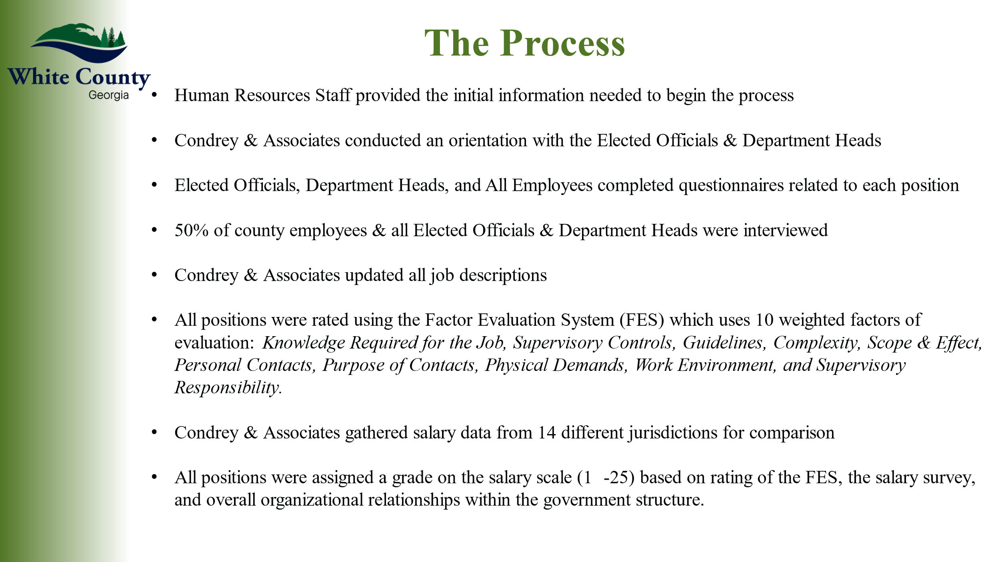 The Process
White County
Georgia
• Human Resources Staff provided the initial information needed to begin the process
• Condrey & Associates conducted an orientation with the Elected Officials & Department Heads
• Elected Officials, Department Heads, and All Employees completed questionnaires related to each position
• 50% of county employees & all Elected Officials & Department Heads were interviewed
• Condrey & Associates updated all job descriptions
• All positions were rated using the Factor Evaluation System (FES) which uses 10 weighted factors of
evaluation: Knowledge Required for the Job, Supervisory Controls, Guidelines, Complexity, Scope & Effect,
Personal Contacts, Purpose of Contacts, Physical Demands, Work Environment, and Supervisory
Responsibility.
• Condrey & Associates gathered salary data from 14 different jurisdictions for comparison
• All positions were assigned a grade on the salary scale (1 -25) based on rating of the FES, the salary survey,
and overall organizational relationships within the government structure.